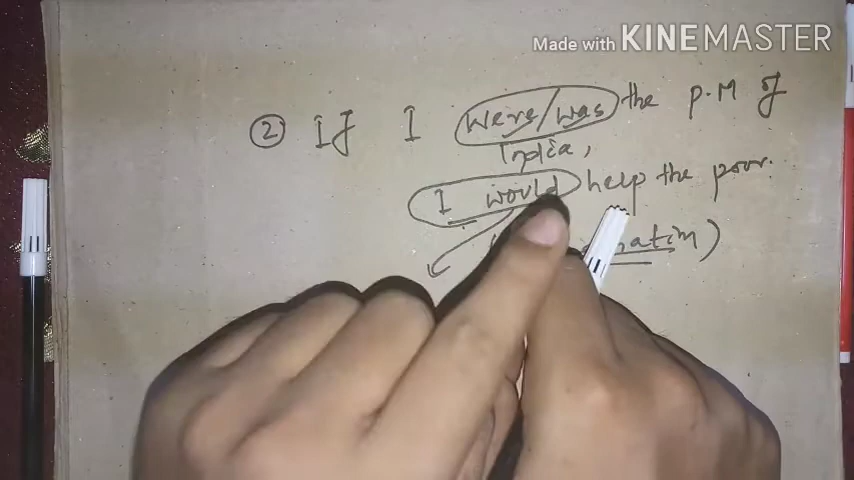 Made with KINEMASTER
② If I were/was the P.M of
India,
I would help the poor.